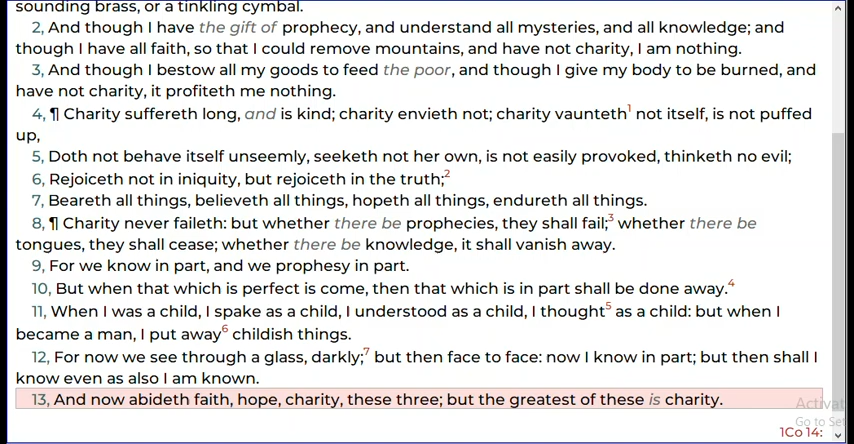 sounding brass, or a tinkling cymbal.
2, And though I have the gift of prophecy, and understand all mysteries, and all knowledge; and
though I have all faith, so that I could remove mountains, and have not charity, I am nothing.
3, And though I bestow all my goods to feed the poor, and though I give my body to be burned, and
have not charity, it profiteth me nothing.
4, ¶ Charity suffereth long, and is kind; charity envieth not; charity vaunteth1 not itself, is not puffed
up,
5, Doth not behave itself unseemly, seeketh not her own, is not easily provoked, thinketh no evil;
6, Rejoiceth not in iniquity, but rejoiceth in the truth;2
7, Beareth all things, believeth all things, hopeth all things, endureth all things.
8, ¶ Charity never faileth: but whether there be prophecies, they shall fail;3 whether there be
tongues, they shall cease; whether there be knowledge, it shall vanish away.
9, For we know in part, and we prophesy in part.
10, But when that which is perfect is come, then that which is in part shall be done away.4
11, When I was a child, I spake as a child, I understood as a child, I thought5 as a child: but when I
became a man, I put away6 childish things.
12, For now we see through a glass, darkly;7 but then face to face: now I know in part; but then shall I
know even as also I am known.
13, And now abideth faith, hope, charity, these three; but the greatest of these is charity.
Activat
Go to Set
1Co 14: